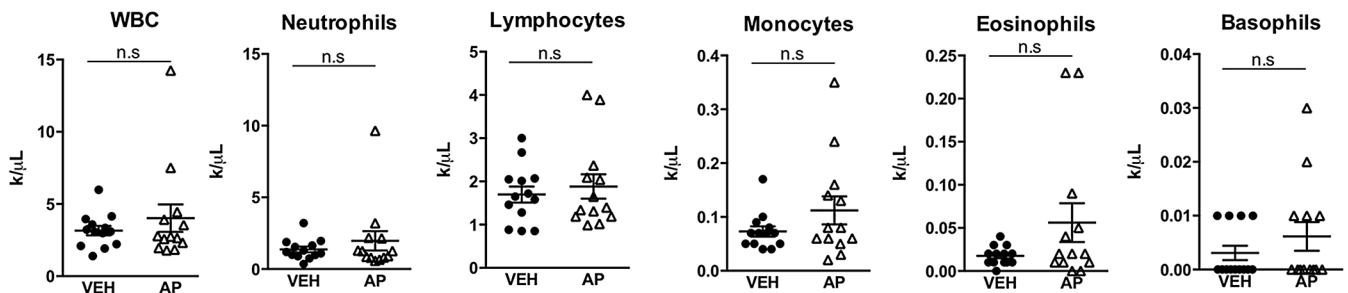 WBC
n.s
15
10
5
0
k/μL
VEH AP
Neutrophils
n.s
15
10
5
0
k/μL
VEH AP
Lymphocytes
n.s
5
4
3
2
1
0
k/μL
VEH AP
Monocytes
n.s
0.4
0.3
0.2
0.1
0.0
k/μL
VEH AP
Eosinophils
n.s
0.25
0.20
0.15
0.10
0.05
0.00
k/μL
VEH AP
Basophils
n.s
0.04
0.03
0.02
0.01
0.00
k/μL
VEH AP